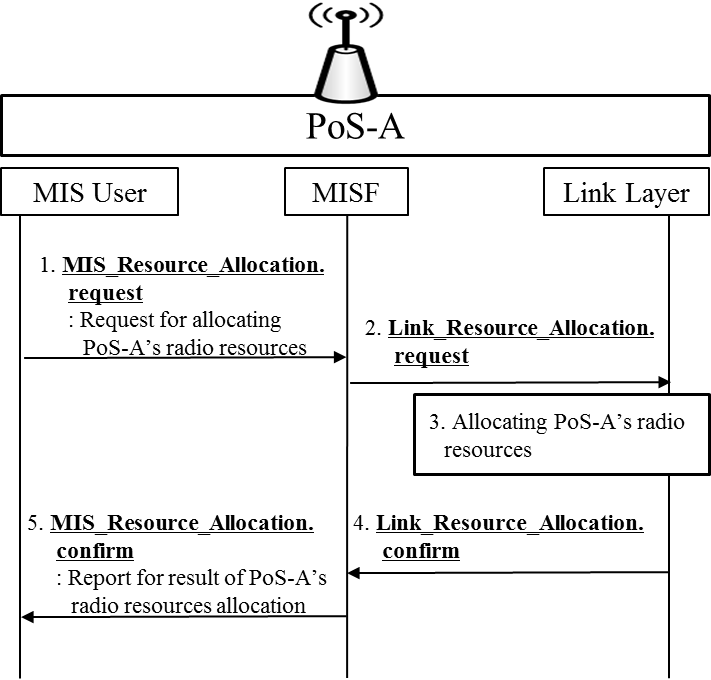 PoS-A
MIS User
MISF
Link Layer
1. MIS_Resource_Allocation.
request
: Request for allocating
PoS-A’s radio resources
2. Link_Resource_Allocation.
request
3. Allocating PoS-A’s radio
resources
4. Link_Resource_Allocation.
confirm
5. MIS_Resource_Allocation.
confirm
: Report for result of PoS-A’s
radio resources allocation